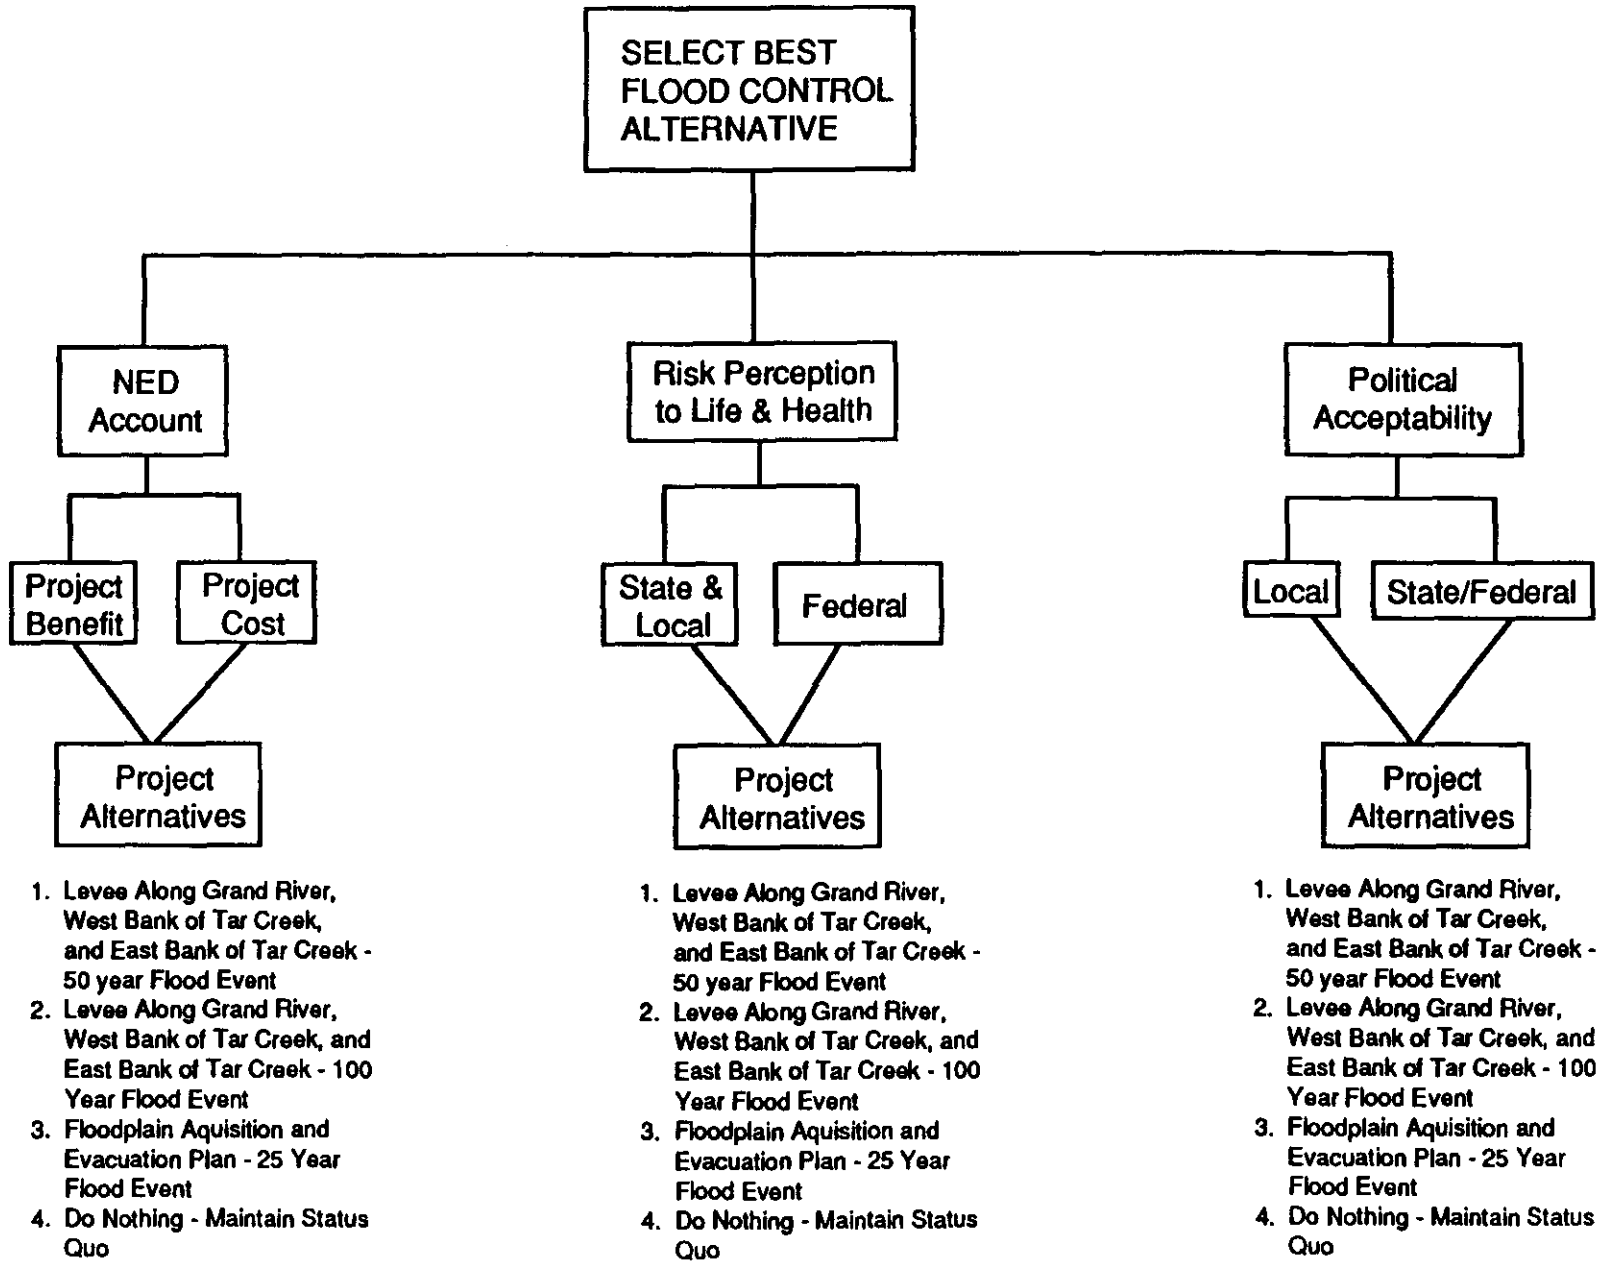 SELECT BEST
FLOOD CONTROL
ALTERNATIVE
NED
Account
Risk Perception
to Life & Health
Political
Acceptability
Project
Benefit
Project
Cost
State &
Local
Federal
Local
State/Federal
Project
Alternatives
Project
Alternatives
Project
Alternatives
1. Levee Along Grand River,
West Bank of Tar Creek,
and East Bank of Tar Creek -
50 year Flood Event
2. Levee Along Grand River,
West Bank of Tar Creek, and
East Bank of Tar Creek - 100
Year Flood Event
3. Floodplain Aquisition and
Evacuation Plan - 25 Year
Flood Event
4. Do Nothing - Maintain Status
Quo
1. Levee Along Grand River,
West Bank of Tar Creek,
and East Bank of Tar Creek -
50 year Flood Event
2. Levee Along Grand River,
West Bank of Tar Creek, and
East Bank of Tar Creek - 100
Year Flood Event
3. Floodplain Aquisition and
Evacuation Plan - 25 Year
Flood Event
4. Do Nothing - Maintain Status
Quo
1. Levee Along Grand River,
West Bank of Tar Creek,
and East Bank of Tar Creek -
50 year Flood Event
2. Levee Along Grand River,
West Bank of Tar Creek, and
East Bank of Tar Creek - 100
Year Flood Event
3. Floodplain Aquisition and
Evacuation Plan - 25 Year
Flood Event
4. Do Nothing - Maintain Status
Quo